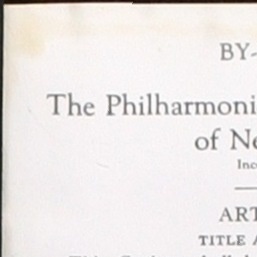 BY-
The Philharmoni
of Ne
Inc
ART
TITLE A